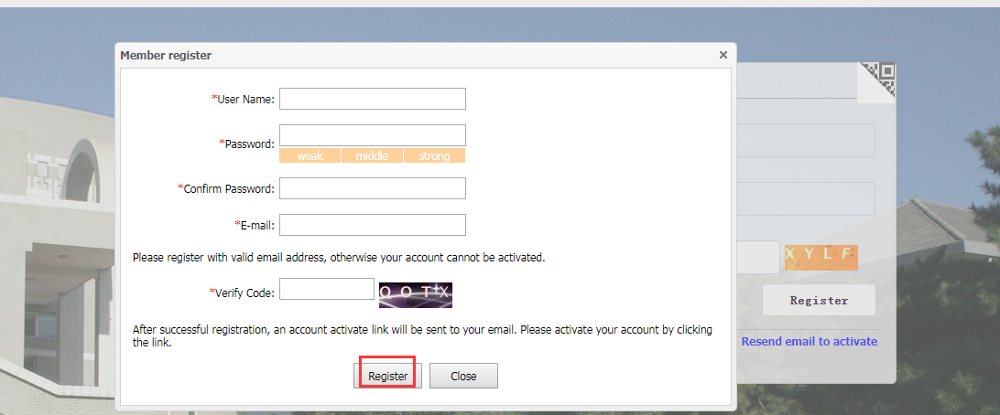 Member register
*User Name:
*Password:
weak middle strong
*Confirm Password:
*E-mail:
Please register with valid email address, otherwise your account cannot be activated.
*Verify Code:
Q O T X
After successful registration, an account activate link will be sent to your email. Please activate your account by clicking
the link.
Register Close
X Y L F
Register
Resend email to activate